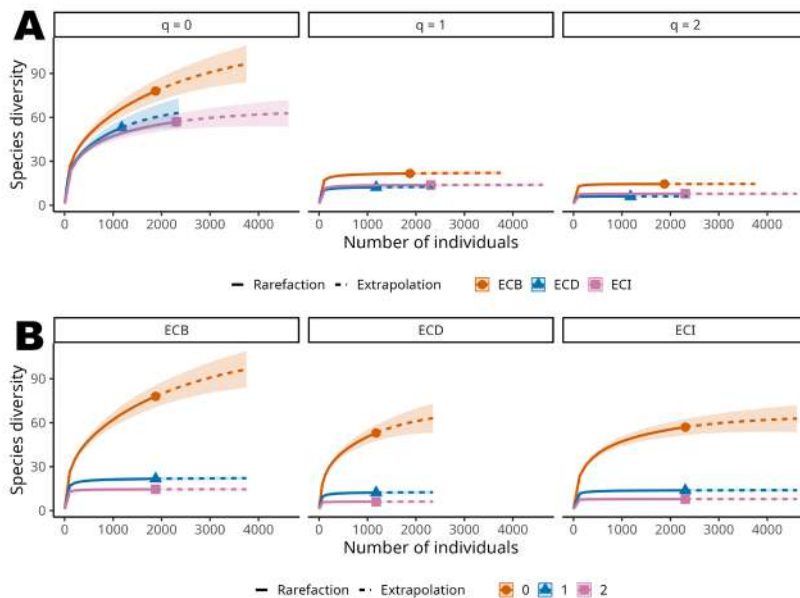 A
q = 0
q = 1
q = 2
Species diversity
90
60
30
0
0 1000 2000 3000 4000
0 1000 2000 3000 4000
0 1000 2000 3000 4000
Number of individuals
Rarefaction Extrapolation ECB ECD ECI
B
ECB
ECD
ECI
Species diversity
90
60
30
0
0 1000 2000 3000 4000
0 1000 2000 3000 4000
0 1000 2000 3000 4000
Number of individuals
Rarefaction Extrapolation 0 1 2